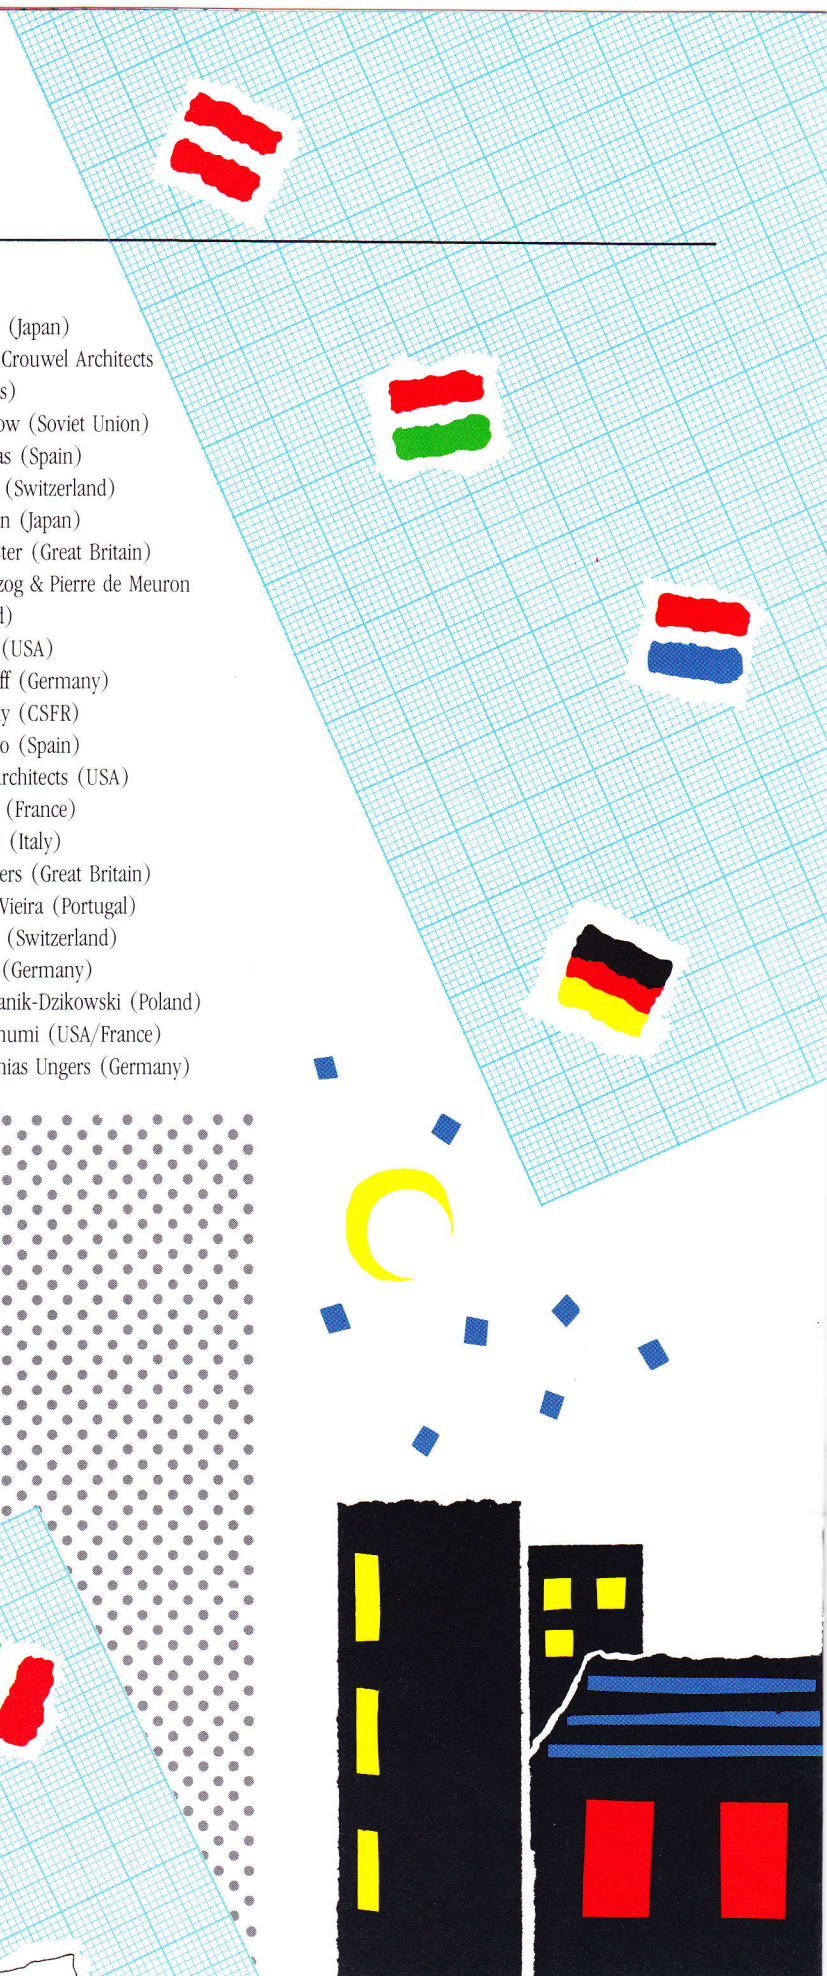 (Japan)
Crouwel Architects
s)
ow (Soviet Union)
as (Spain)
(Switzerland)
n (Japan)
ter (Great Britain)
zog & Pierre de Meuron
d)
(USA)
ff (Germany)
y (CSFR)
o (Spain)
rchitects (USA)
(France)
(Italy)
ers (Great Britain)
Vieira (Portugal)
(Switzerland)
(Germany)
anik-Dzikowski (Poland)
humi (USA/France)
hias Ungers (Germany)